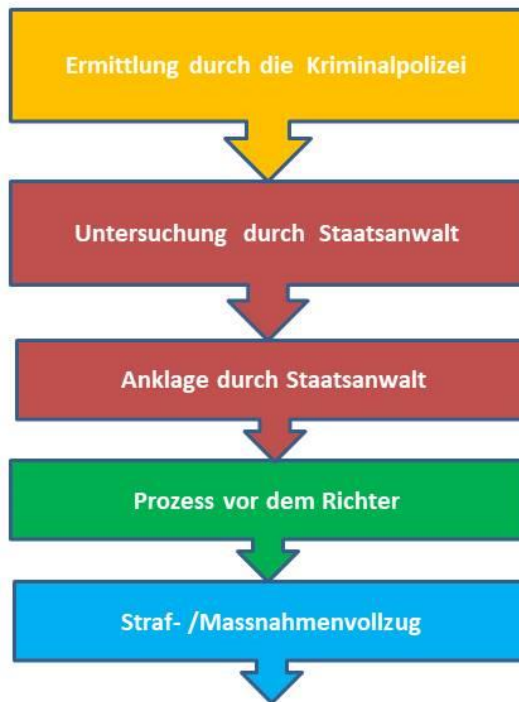 Ermittlung durch die Kriminalpolizei
Untersuchung durch Staatsanwalt
Anklage durch Staatsanwalt
Prozess vor dem Richter
Straf- /Massnahmenvollzug